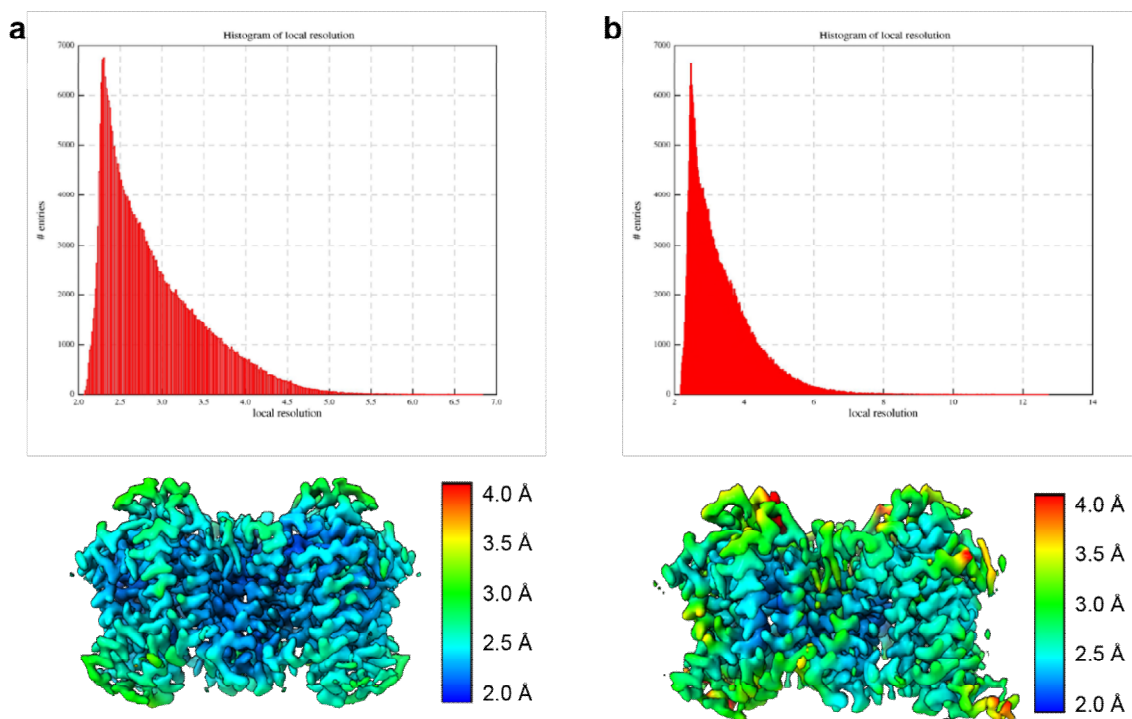 a
Histogram of local resolution
7000
6000
5000
4000
3000
2000
1000
0
# entries
2.0 2.5 3.0 3.5 4.0 4.5 5.0 5.5 6.0 6.5 7.0
local resolution
4.0 Å
3.5 Å
3.0 Å
2.5 Å
2.0 Å
b
Histogram of local resolution
7000
6000
5000
4000
3000
2000
1000
0
# entries
2 4 6 8 10 12 14
local resolution
4.0 Å
3.5 Å
3.0 Å
2.5 Å
2.0 Å